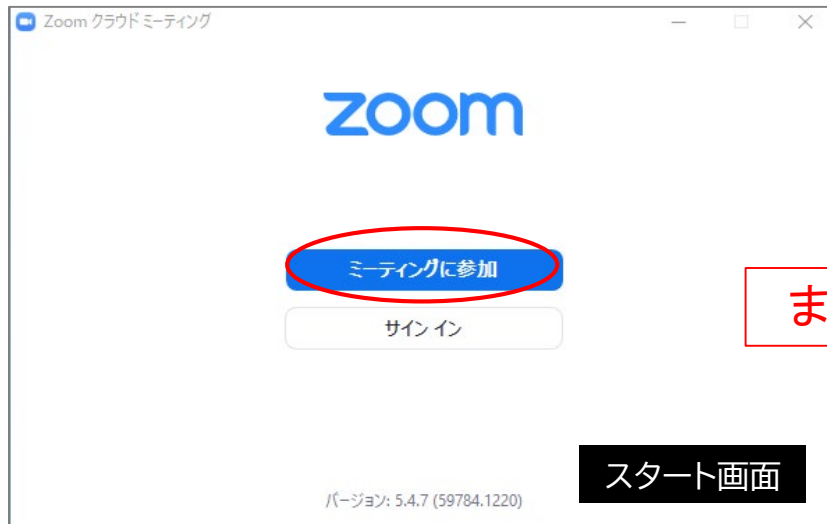 Zoom クラウド ミーティング
zoom
ミーティングに参加
サイン イン
ま
スタート画面
バージョン: 5.4.7 (59784.1220)